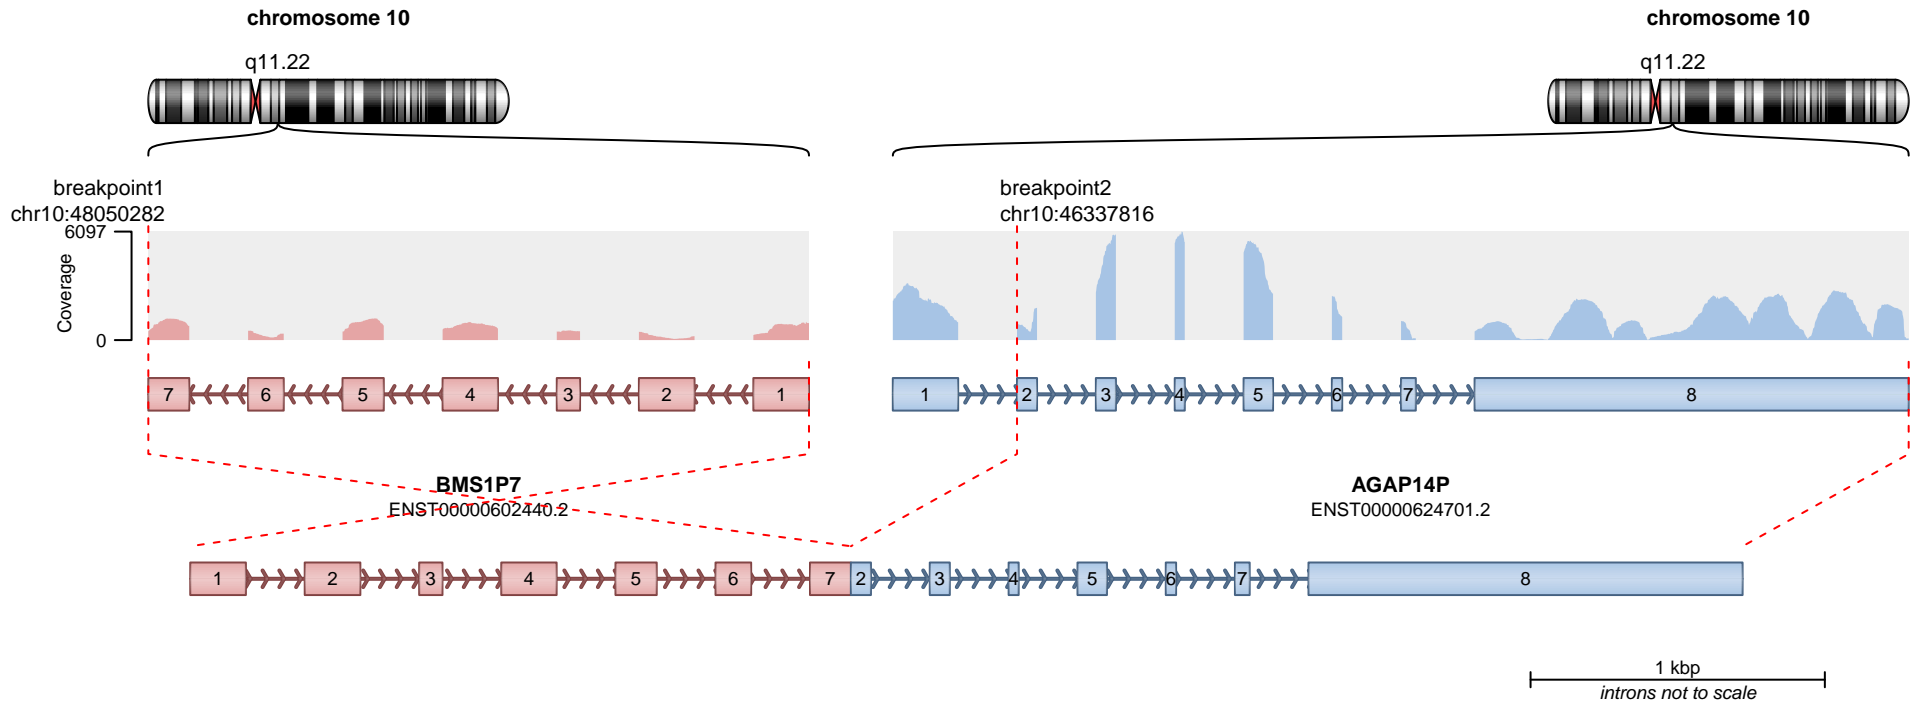 chromosome 10
chromosome 10
q11.22
q11.22
breakpoint1
chr10:48050282
breakpoint2
chr10:46337816
6097
Coverage
0
7 6 5 4 3 2 1
1 2 3 4 5 6 7 8
BMS1P7
ENST00000602440.2
AGAP14P
ENST00000624701.2
1 2 3 4 5 6 7 2 3 4 5 6 7 8
1 kbp
introns not to scale